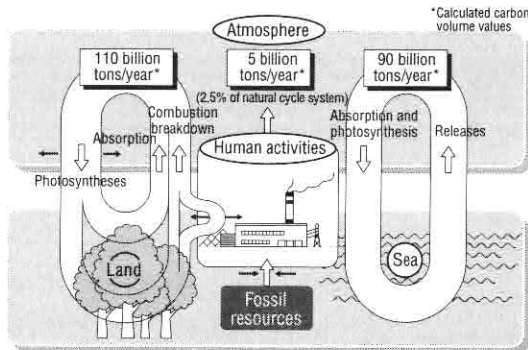 *Calculated carbon
volume values
Atmosphere
110 billion
tons/year*
5 billion
tons/year*
90 billion
tons/year*
(2.5% of natural cycle system)
Combustion
breakdown
Absorption
Absorption and
photosynthesis
Releases
Human activities
Photosyntheses
Land
Sea
Fossil
resources